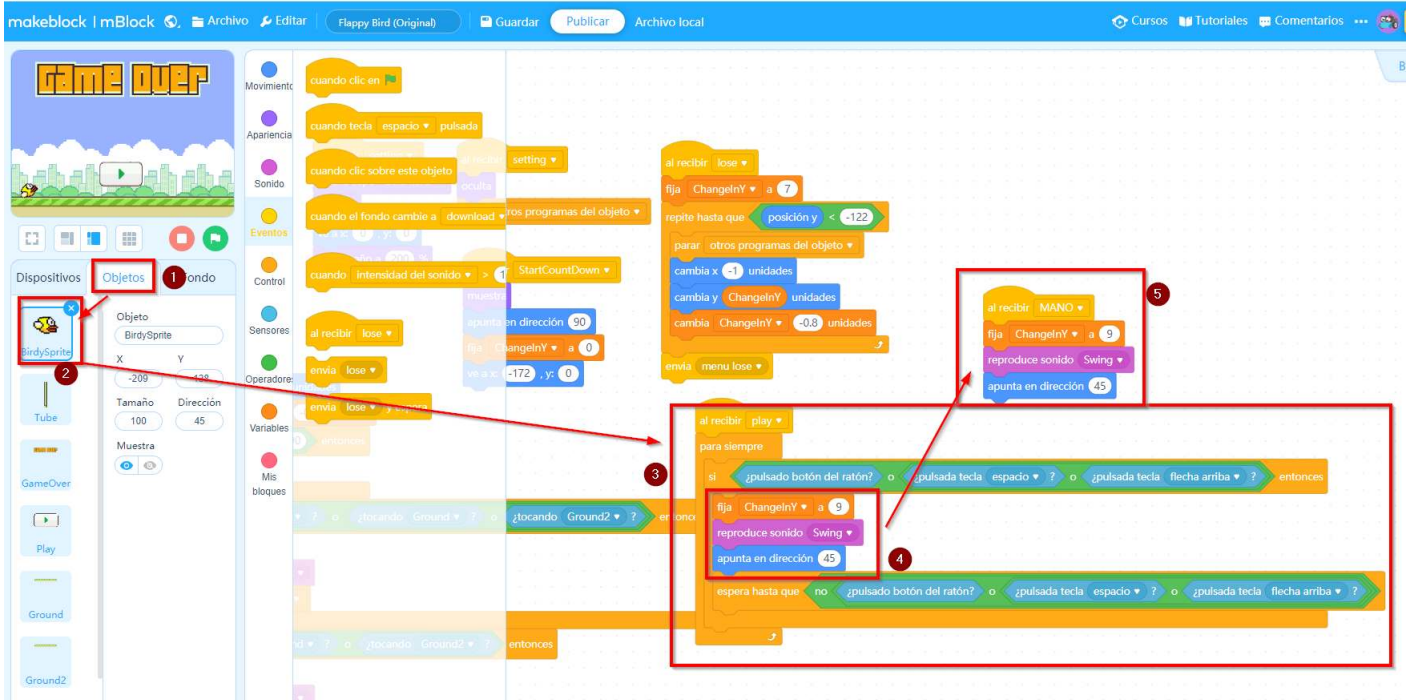 makeblock | mBlock Archivo Editar Flappy Bird (Original) Guardar Publicar Archivo local Cursos Tutoriales Comentarios
Game Over
Dispositivos Objetos Fondo
1
BirdySprite
2
Tube
GameOver
Play
Ground
Ground2
Objeto
BirdySprite
X Y
-209 -138
Tamaño Dirección
100 45
Muestra
Movimiento
Apariencia
Sonido
Eventos
Control
Sensores
Operadores
Variables
Mis
bloques
cuando clic en
cuando tecla espacio pulsada
cuando clic sobre este objeto
cuando el fondo cambie a download
cuando intensidad del sonido > 1
al recibir lose
envía lose
envía lose y espera
al recibir setting
oculta
otros programas del objeto
StartCountDown
muestra
apunta en dirección 90
fija ChangeInY a 0
ve a x: -172 , y: 0
¿tocando Ground ? o ¿tocando Ground2 ? entonces
o ¿tocando Ground2 ? entonces
al recibir lose
fija ChangeInY a 7
repite hasta que posición y < -122
parar otros programas del objeto
cambia x -1 unidades
cambia y ChangeInY unidades
cambia ChangeInY -0.8 unidades
envía menu lose
5
al recibir MANO
fija ChangeInY a 9
reproduce sonido Swing
apunta en dirección 45
3
al recibir play
para siempre
si ¿pulsado botón del ratón? o ¿pulsada tecla espacio ? o ¿pulsada tecla flecha arriba ? entonces
fija ChangeInY a 9
reproduce sonido Swing
apunta en dirección 45
4
espera hasta que no ¿pulsado botón del ratón? o ¿pulsada tecla espacio ? o ¿pulsada tecla flecha arriba ?
B